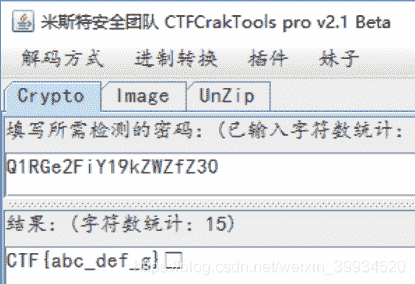 米斯特安全团队 CTFCrakTools pro v2.1 Beta
解码方式 进制转换 插件 妹子
Crypto Image UnZip
填写所需检测的密码：(已输入字符数统计：
Q1RGe2FiY19kZWZfZ30
结果：(字符数统计：15)
CTF{abc_def_g}□
https://blog.csdn.net/weixin_39934520